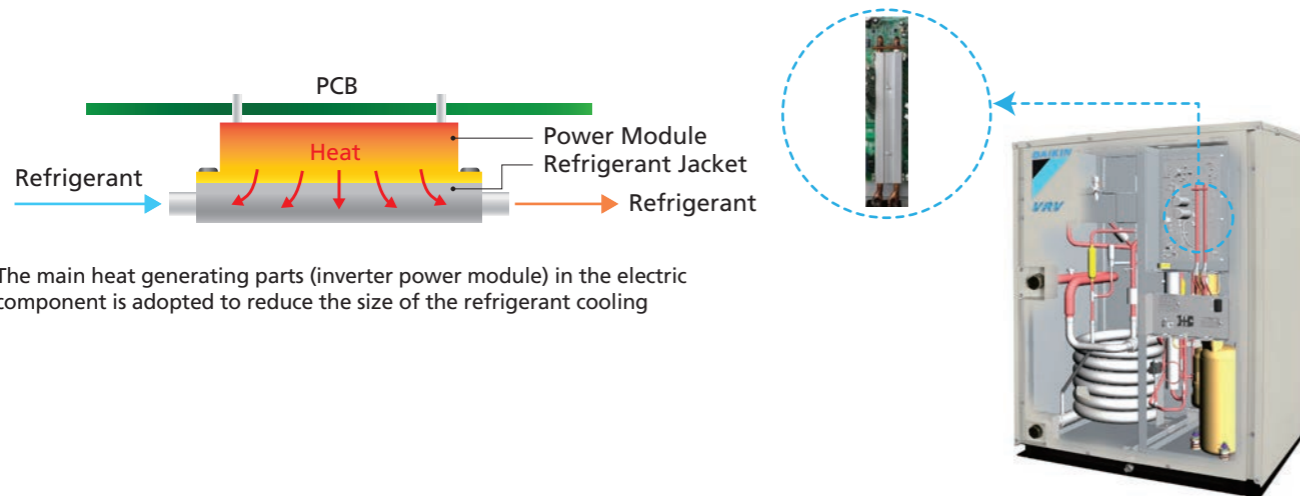 PCB
Power Module
Heat
Refrigerant Jacket
Refrigerant
Refrigerant
The main heat generating parts (inverter power module) in the electric
component is adopted to reduce the size of the refrigerant cooling
DAIKIN
VRV